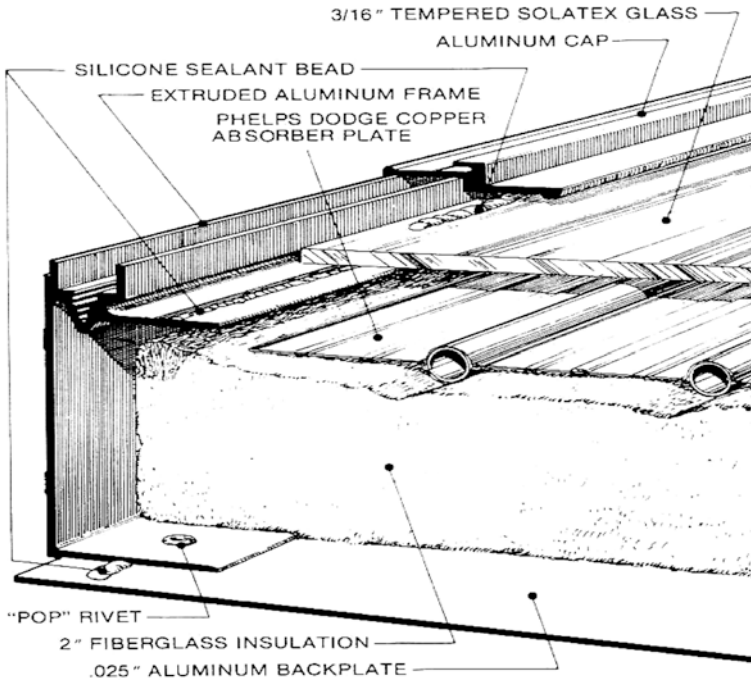 3/16" TEMPERED SOLATEX GLASS
ALUMINUM CAP
SILICONE SEALANT BEAD
EXTRUDED ALUMINUM FRAME
PHELPS DODGE COPPER
ABSORBER PLATE
"POP" RIVET
2" FIBERGLASS INSULATION
.025" ALUMINUM BACKPLATE